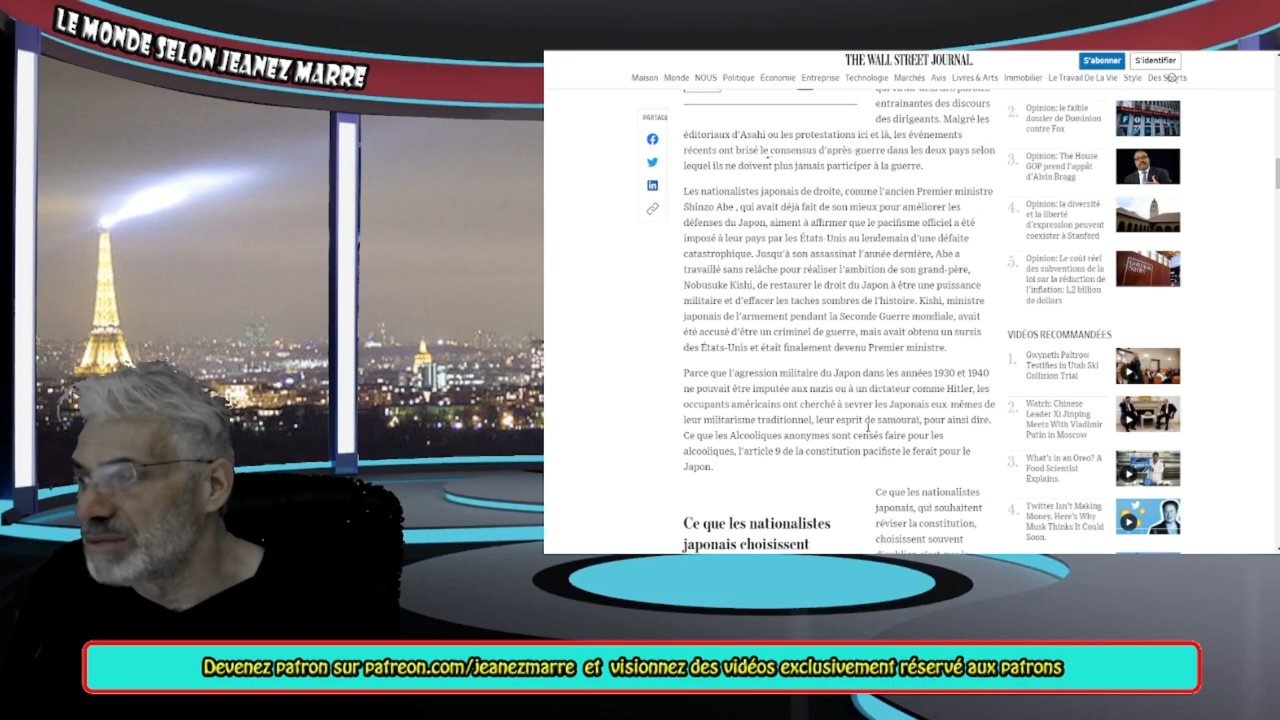 LE MONDE SELON JEANEZ MARRE
THE WALL STREET JOURNAL.
S'abonner
S'identifier
Maison Monde NOUS Politique Économie Entreprise Technologie Marchés Avis Livres & Arts Immobilier Le Travail De La Vie Style Des Sports
PARTAGE
entraînantes des discours
des dirigeants. Malgré les
éditoriaux d'Asahi ou les protestations ici et là, les événements
récents ont brisé le consensus d'après-guerre dans les deux pays selon
lequel ils ne doivent plus jamais participer à la guerre.
Les nationalistes japonais de droite, comme l'ancien Premier ministre
Shinzo Abe , qui avait déjà fait de son mieux pour améliorer les
défenses du Japon, aiment à affirmer que le pacifisme officiel a été
imposé à leur pays par les États-Unis au lendemain d'une défaite
catastrophique. Jusqu'à son assassinat l'année dernière, Abe a
travaillé sans relâche pour réaliser l'ambition de son grand-père,
Nobusuke Kishi, de restaurer le droit du Japon à être une puissance
militaire et d'effacer les taches sombres de l'histoire. Kishi, ministre
japonais de l'armement pendant la Seconde Guerre mondiale, avait
été accusé d'être un criminel de guerre, mais avait obtenu un sursis
des États-Unis et était finalement devenu Premier ministre.
Parce que l'agression militaire du Japon dans les années 1930 et 1940
ne pouvait être imputée aux nazis ou à un dictateur comme Hitler, les
occupants américains ont cherché à sevrer les Japonais eux-mêmes de
leur militarisme traditionnel, leur esprit de samouraï, pour ainsi dire.
Ce que les Alcooliques anonymes sont censés faire pour les
alcooliques, l'article 9 de la constitution pacifiste le ferait pour le
Japon.
Ce que les nationalistes
japonais choisissent
Ce que les nationalistes
japonais, qui souhaitent
réviser la constitution,
choisissent souvent
d'oublier, c'est que le
2. Opinion: le faible
dossier de Dominion
contre Fox
3. Opinion: The House
GOP prend l'appât
d'Alvin Bragg
4. Opinion: la diversité
et la liberté
d'expression peuvent
coexister à Stanford
5. Opinion: Le coût réel
des subventions de la
loi sur la réduction de
l'inflation: 1,2 billion
de dollars
VIDÉOS RECOMMANDÉES
1. Gwyneth Paltrow
Testifies in Utah Ski
Collision Trial
2. Watch: Chinese
Leader Xi Jinping
Meets With Vladimir
Putin in Moscow
3. What's in an Oreo? A
Food Scientist
Explains.
4. Twitter Isn't Making
Money. Here's Why
Musk Thinks It Could
Soon.
Devenez patron sur patreon.com/jeanezmarre et visionnez des vidéos exclusivement réservé aux patrons